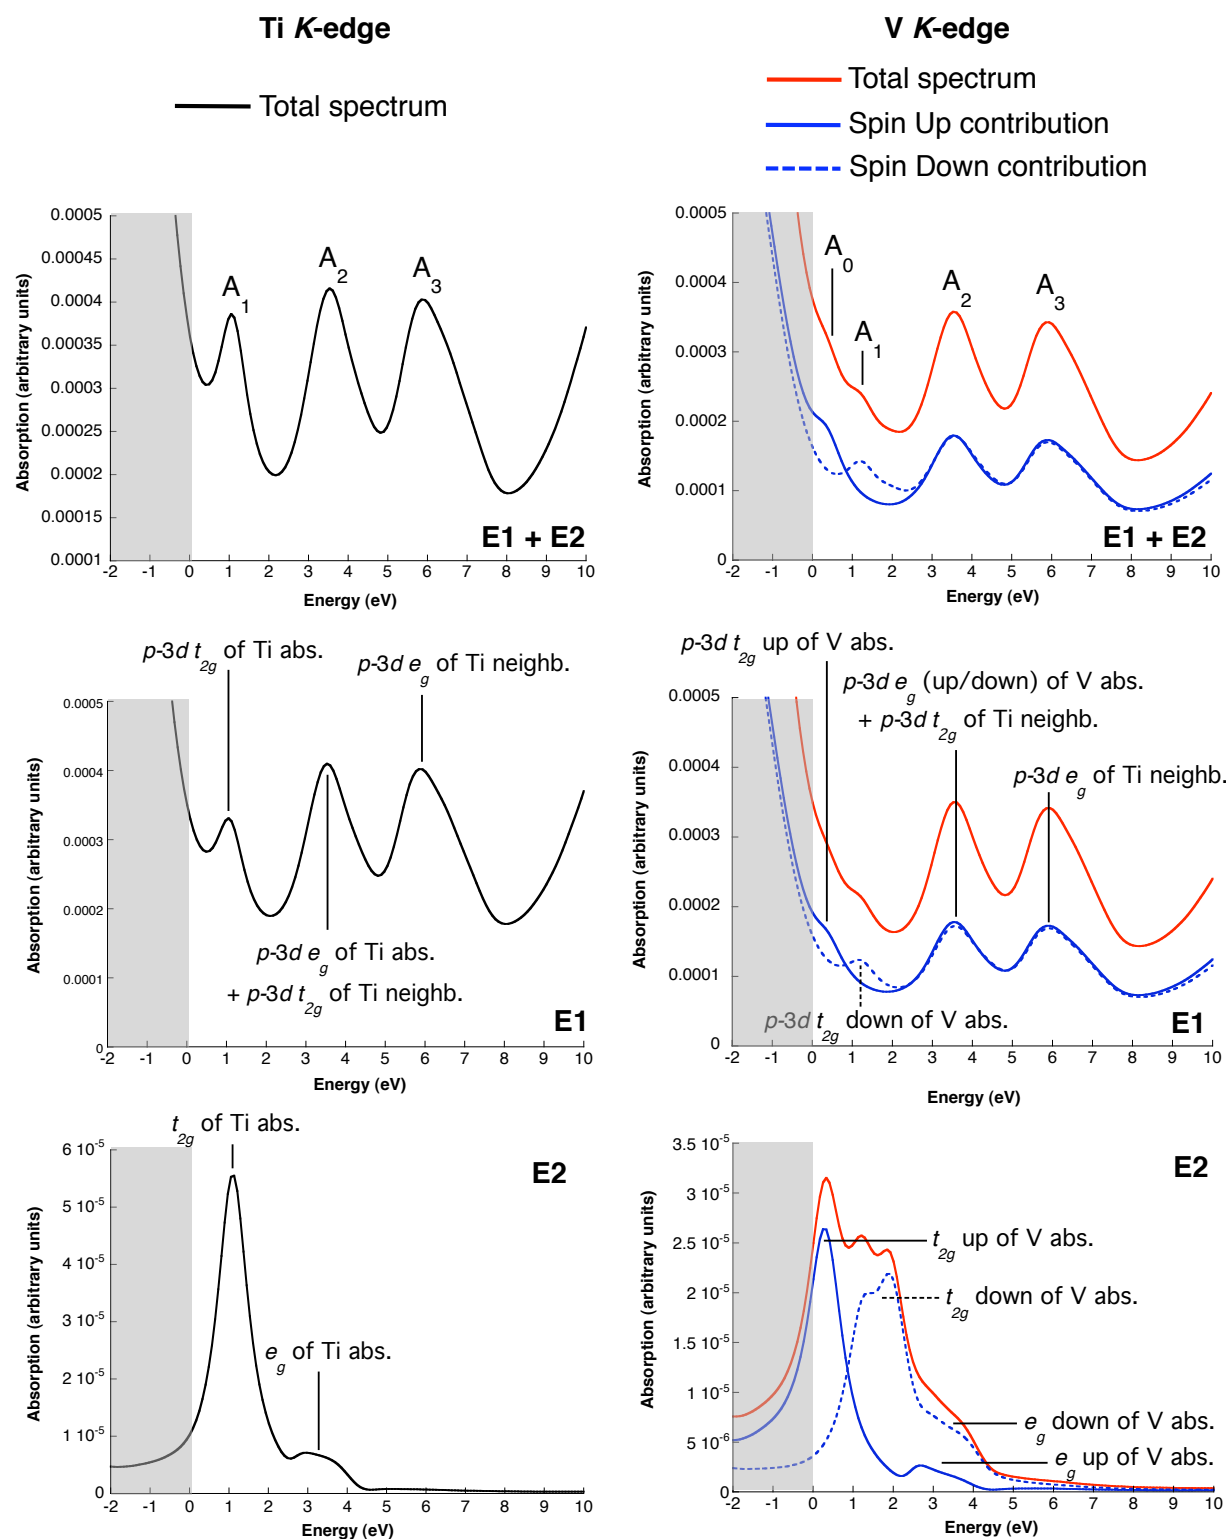 Ti K-edge
V K-edge
Total spectrum
Total spectrum
Spin Up contribution
Spin Down contribution
Absorption (arbitrary units)
0.0005
0.00045
0.0004
0.00035
0.0003
0.00025
0.0002
0.00015
0.0001
A1
A2
A3
E1 + E2
-2 -1 0 1 2 3 4 5 6 7 8 9 10
Energy (eV)
Absorption (arbitrary units)
0.0005
0.0004
0.0003
0.0002
0.0001
0
A0
A1
A2
A3
E1 + E2
-2 -1 0 1 2 3 4 5 6 7 8 9 10
Energy (eV)
p-3d t2g of Ti abs.
p-3d eg of Ti neighb.
Absorption (arbitrary units)
0.0005
0.0004
0.0003
0.0002
0.0001
0
p-3d eg of Ti abs.
+ p-3d t2g of Ti neighb.
E1
-2 -1 0 1 2 3 4 5 6 7 8 9 10
Energy (eV)
p-3d t2g up of V abs.
p-3d eg (up/down) of V abs.
+ p-3d t2g of Ti neighb.
p-3d eg of Ti neighb.
Absorption (arbitrary units)
0.0005
0.0004
0.0003
0.0002
0.0001
0
p-3d t2g down of V abs.
E1
-2 -1 0 1 2 3 4 5 6 7 8 9 10
Energy (eV)
t2g of Ti abs.
Absorption (arbitrary units)
6 10-5
5 10-5
4 10-5
3 10-5
2 10-5
1 10-5
0
E2
eg of Ti abs.
-2 -1 0 1 2 3 4 5 6 7 8 9 10
Energy (eV)
Absorption (arbitrary units)
3.5 10-5
3 10-5
2.5 10-5
2 10-5
1.5 10-5
1 10-5
5 10-6
0
E2
t2g up of V abs.
t2g down of V abs.
eg down of V abs.
eg up of V abs.
-2 -1 0 1 2 3 4 5 6 7 8 9 10
Energy (eV)